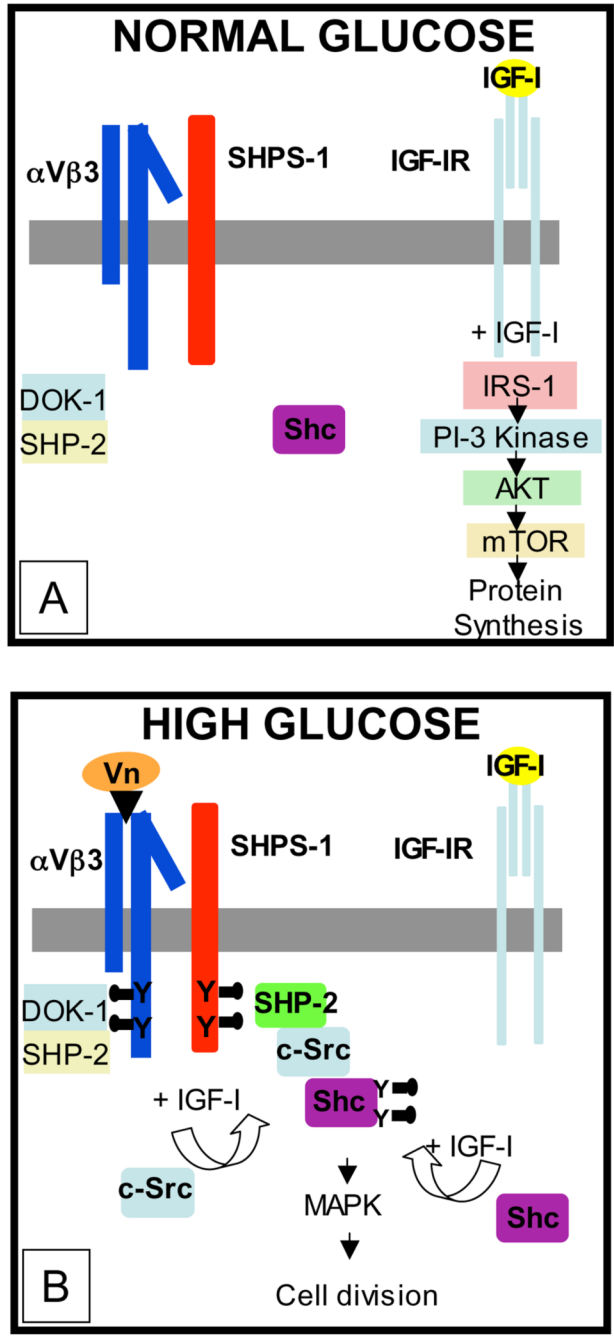 NORMAL GLUCOSE
IGF-I
αVβ3
SHPS-1
IGF-IR
+ IGF-I
DOK-1
SHP-2
Shc
IRS-1
PI-3 Kinase
AKT
mTOR
Protein
Synthesis
A
HIGH GLUCOSE
Vn
IGF-I
αVβ3
SHPS-1
IGF-IR
Y
Y
Y
Y
DOK-1
SHP-2
SHP-2
c-Src
Shc
Y
Y
+ IGF-I
+ IGF-I
c-Src
MAPK
Shc
Cell division
B